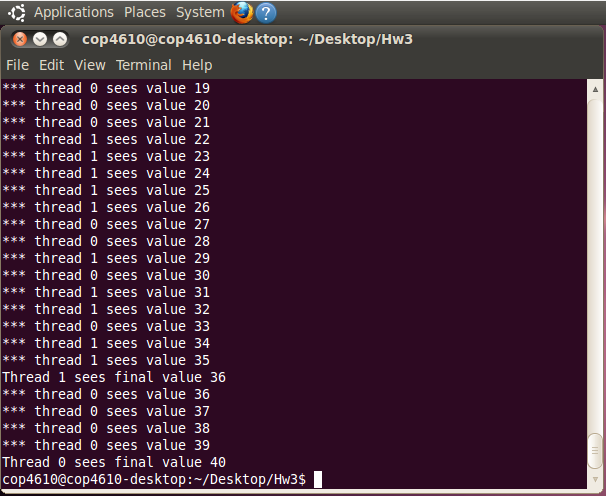 Applications Places System ?
cop4610@cop4610-desktop: ~/Desktop/Hw3
File Edit View Terminal Help
*** thread 0 sees value 19
*** thread 0 sees value 20
*** thread 0 sees value 21
*** thread 1 sees value 22
*** thread 1 sees value 23
*** thread 1 sees value 24
*** thread 1 sees value 25
*** thread 1 sees value 26
*** thread 0 sees value 27
*** thread 0 sees value 28
*** thread 1 sees value 29
*** thread 0 sees value 30
*** thread 1 sees value 31
*** thread 1 sees value 32
*** thread 0 sees value 33
*** thread 1 sees value 34
*** thread 1 sees value 35
Thread 1 sees final value 36
*** thread 0 sees value 36
*** thread 0 sees value 37
*** thread 0 sees value 38
*** thread 0 sees value 39
Thread 0 sees final value 40
cop4610@cop4610-desktop:~/Desktop/Hw3$